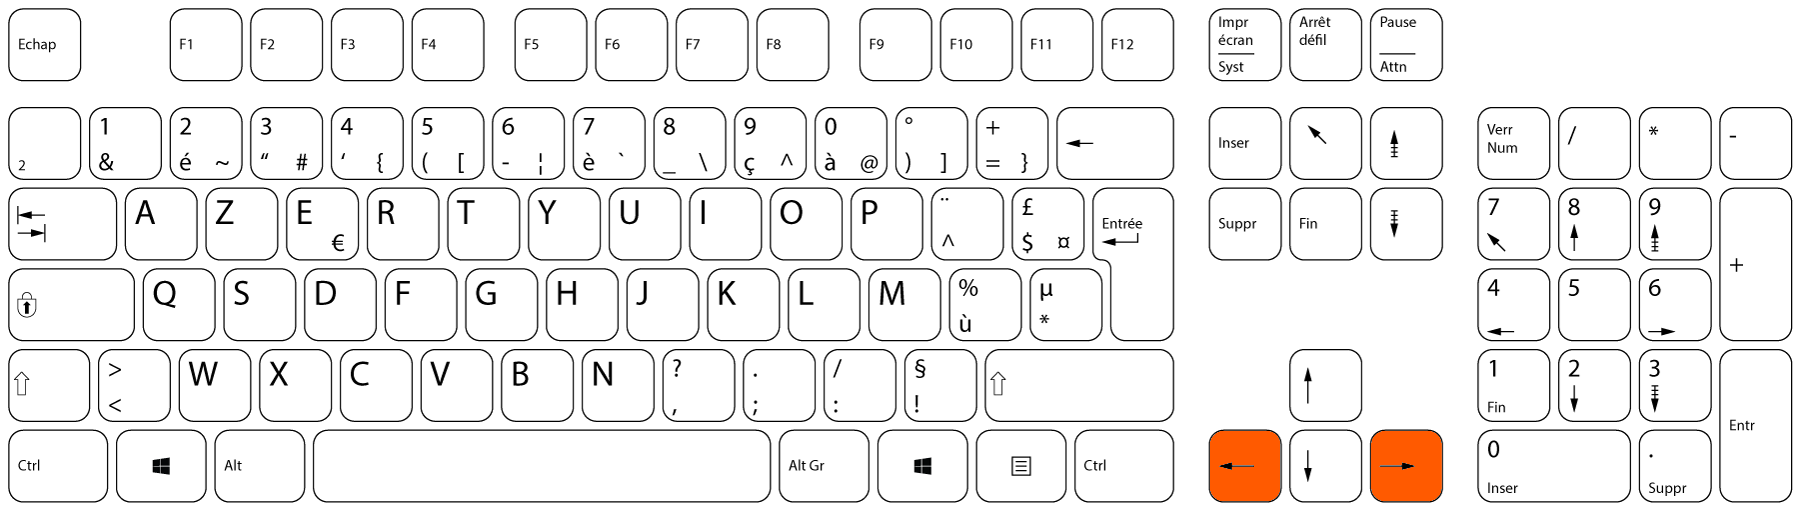 Echap F1 F2 F3 F4 F5 F6 F7 F8 F9 F10 F11 F12
Impr écran Syst
Arrêt défil
Pause Attn
2
1 &
2 é ~
3 “ #
4 ‘ {
5 ( [
6 - ¦
7 è `
8 _ \
9 ç ^
0 à @
° ) ]
+ = }
←
Inser ↖ ↑
Verr Num / * -
A Z E € R T Y U I O P
¨ ^
£ $ ¤
Entrée ↵
Suppr Fin ↓
7 ↖
8 ↑
9 ↑
+
Q S D F G H J K L M
% ù
µ *
4 ←
5
6 →
⇧
> <
W X C V B N
? ,
. ;
/ :
§ !
⇧
↑
1 Fin
2 ↓
3 ↓
Entr
Ctrl Alt Alt Gr Ctrl
← ↓ →
0 Inser
. Suppr